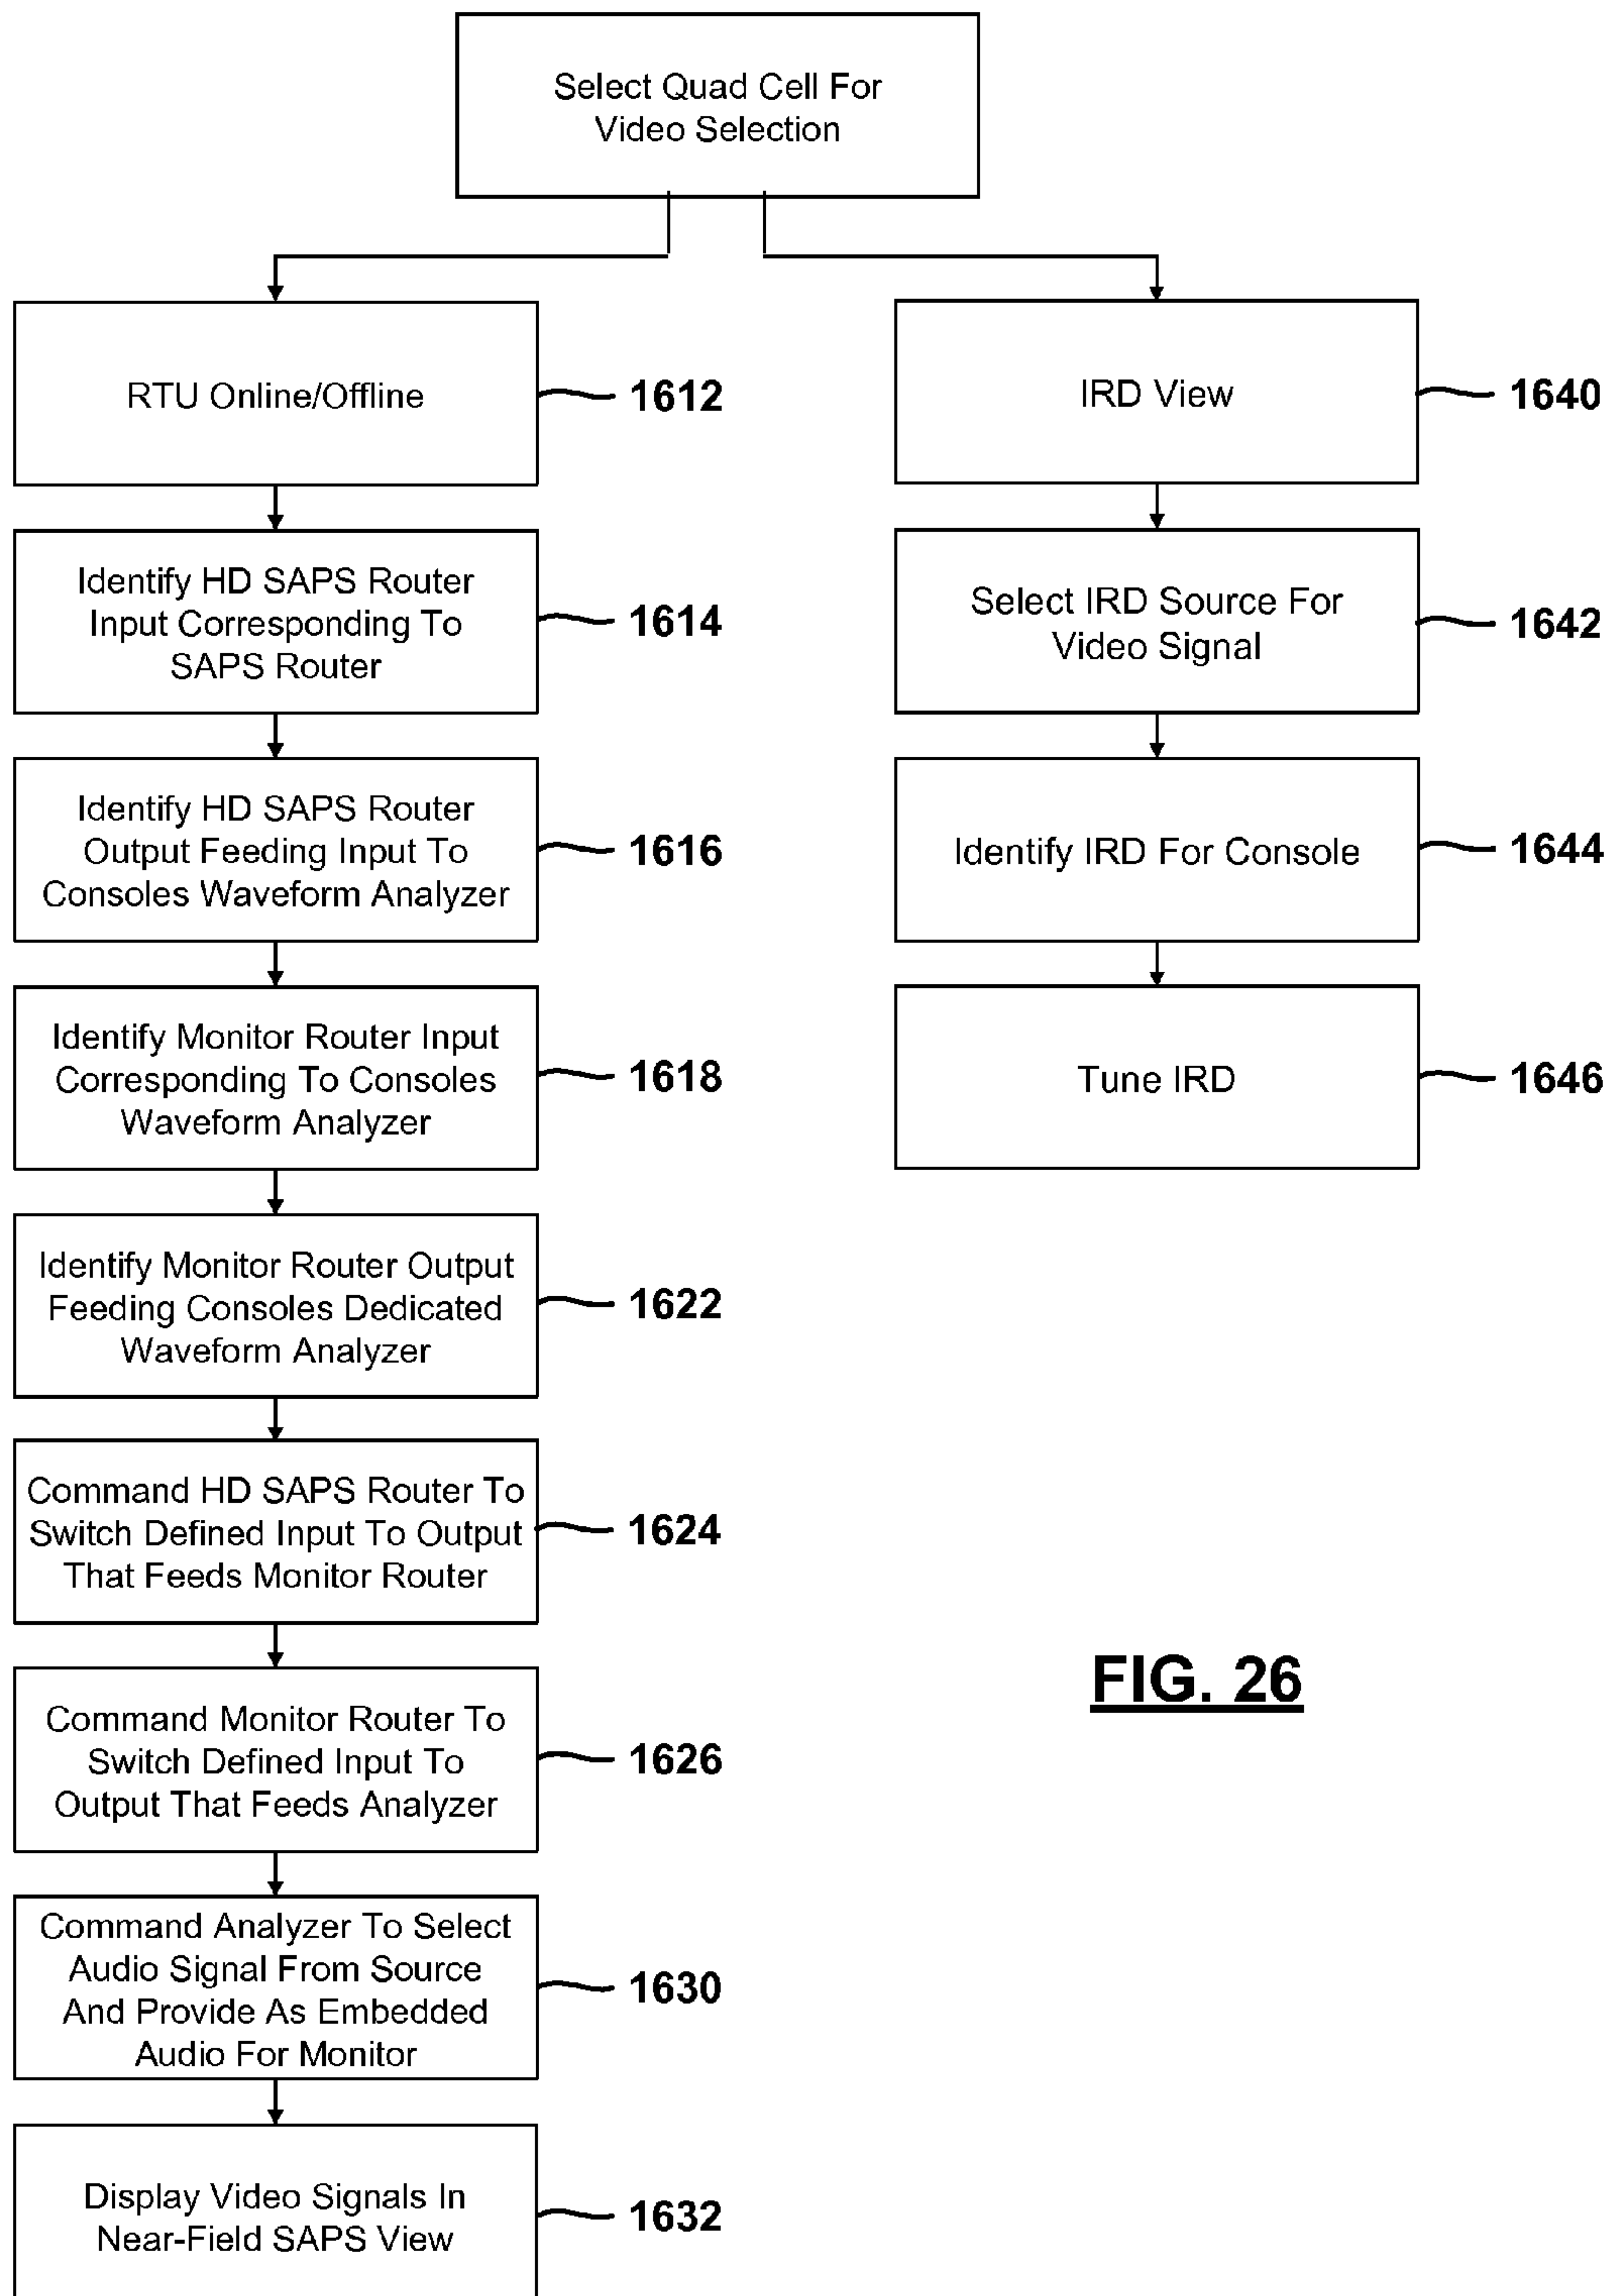 Select Quad Cell For
Video Selection
RTU Online/Offline
1612
Identify HD SAPS Router
Input Corresponding To
SAPS Router
1614
Identify HD SAPS Router
Output Feeding Input To
Consoles Waveform Analyzer
1616
Identify Monitor Router Input
Corresponding To Consoles
Waveform Analyzer
1618
Identify Monitor Router Output
Feeding Consoles Dedicated
Waveform Analyzer
1622
Command HD SAPS Router To
Switch Defined Input To Output
That Feeds Monitor Router
1624
Command Monitor Router To
Switch Defined Input To
Output That Feeds Analyzer
1626
Command Analyzer To Select
Audio Signal From Source
And Provide As Embedded
Audio For Monitor
1630
Display Video Signals In
Near-Field SAPS View
1632
IRD View
1640
Select IRD Source For
Video Signal
1642
Identify IRD For Console
1644
Tune IRD
1646
FIG. 26